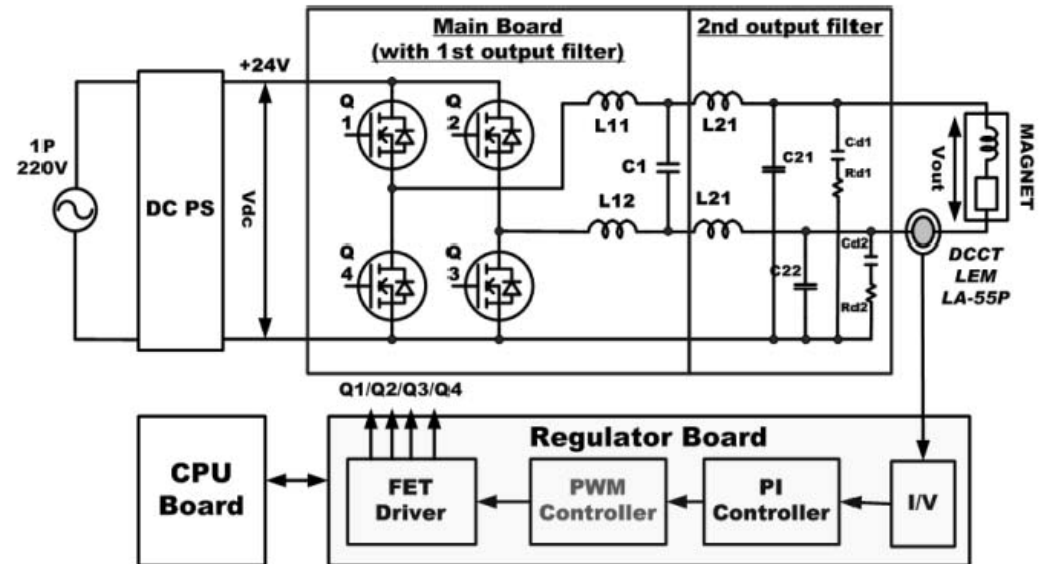 Main Board
(with 1st output filter)
2nd output filter
+24V
1P
220V
DC PS
Vdc
Q
1
Q
2
Q
4
Q
3
L11
L12
C1
L21
L21
C21
C22
Cd1
Rd1
Cd2
Rd2
Vout
MAGNET
DCCT
LEM
LA-55P
Q1/Q2/Q3/Q4
CPU
Board
Regulator Board
FET
Driver
PWM
Controller
PI
Controller
I/V